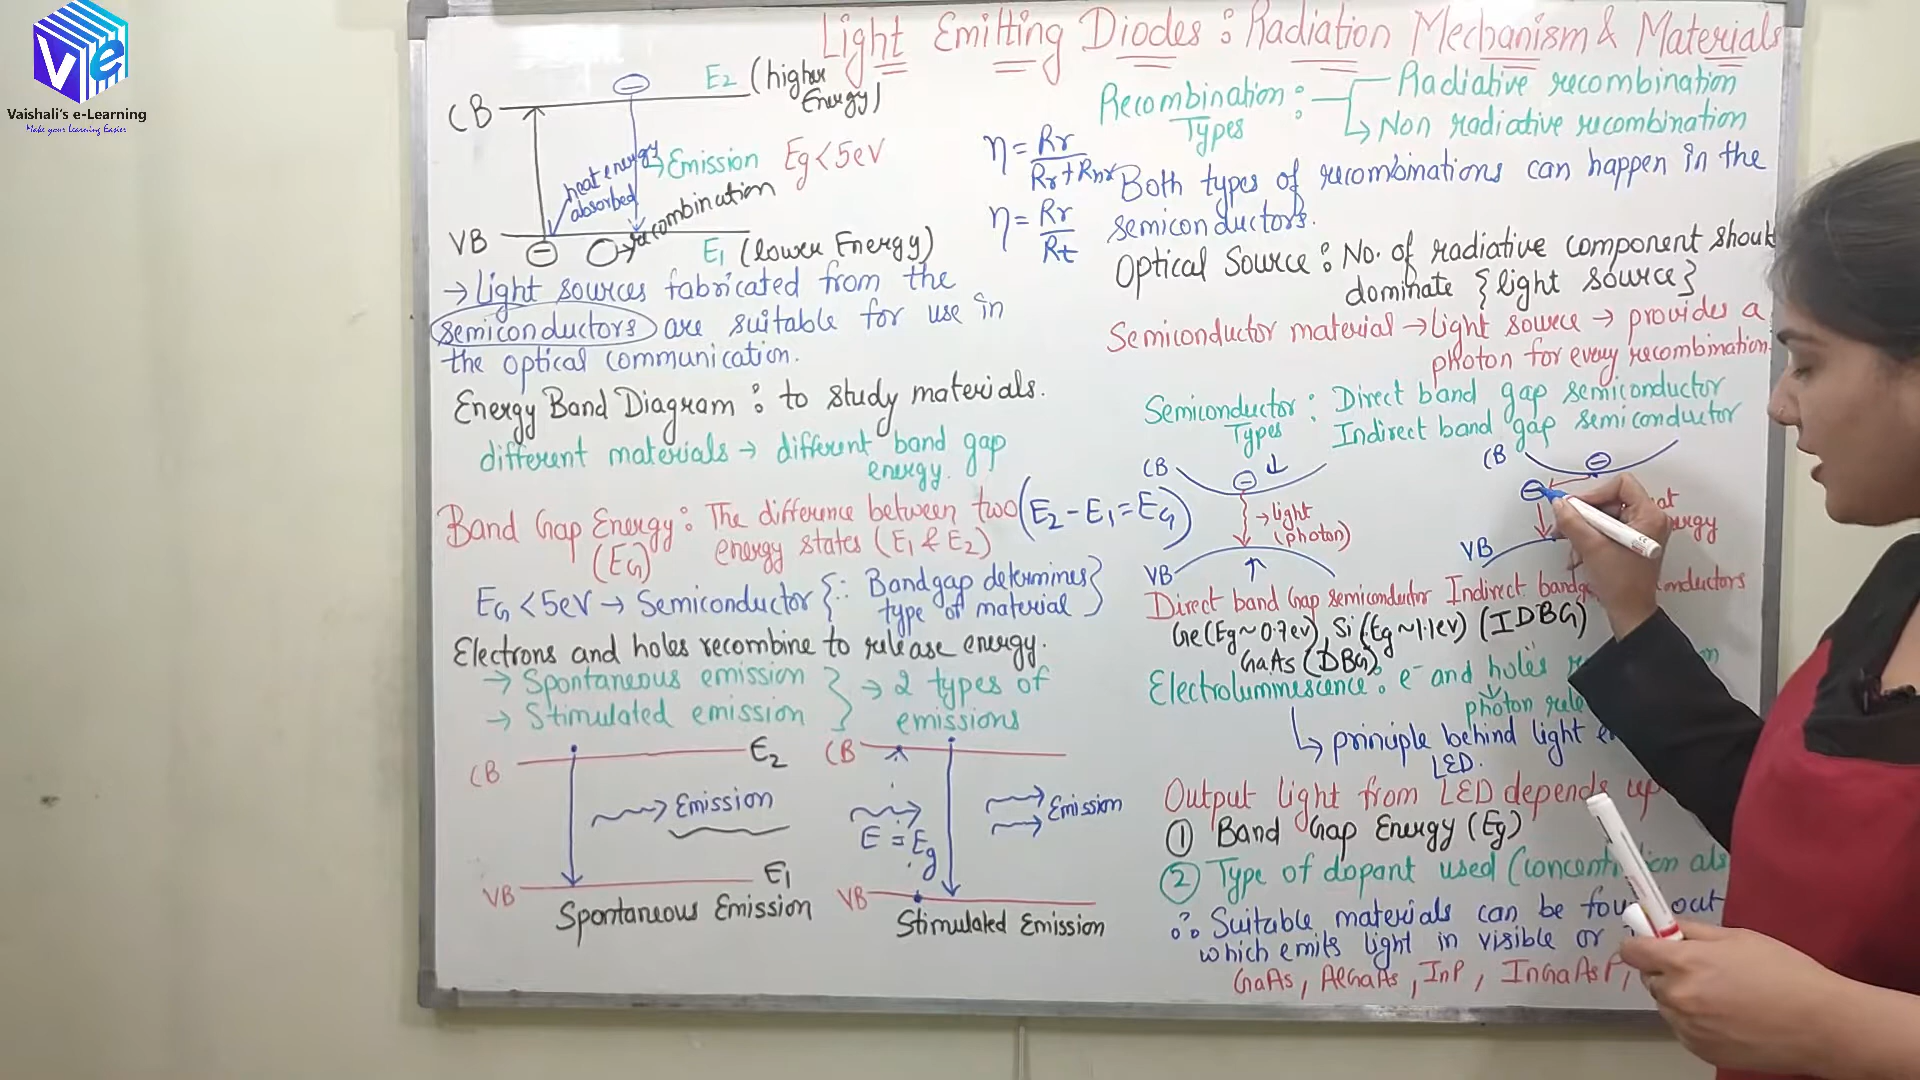 Ve
Vaishali's e-Learning
Make your Learning Easier
Light Emitting Diodes : Radiation Mechanism & Materials
CB
E2 (higher
Energy)
heat energy
absorbed
→ Emission Eg < 5eV
→ recombination
VB
E1 (lower Energy)
→ Light sources fabricated from the
semiconductors are suitable for use in
the optical communication.
Energy Band Diagram : to study materials.
different materials → different band gap
energy.
Band Gap Energy : The difference between two (E2 - E1 = EG)
(EG) energy states (E1 & E2)
EG < 5eV → Semiconductor {∵ Bandgap determines
type of material}
Electrons and holes recombine to release energy.
→ Spontaneous emission } → 2 types of
→ Stimulated emission } emissions
CB E2
Emission
VB E1
Spontaneous Emission
CB
E = Eg
Emission
VB
Stimulated Emission
Recombination : Radiative recombination
Types Non radiative recombination
η = Rr / Rr + Rnr
η = Rr / Rt
Both types of recombinations can happen in the
semiconductors.
Optical Source : No. of radiative component should
dominate {light source}
Semiconductor material → light source → provides a
photon for every recombination.
Semiconductor : Direct band gap semiconductor
Types Indirect band gap semiconductor
CB
→ light
(photon)
VB
Direct band Gap semiconductor
CB
VB
Indirect
Ge (Eg ~ 0.7eV), Si (Eg ~ 1.1eV) (IDBG)
GaAs (DBG)
Electroluminescence : e- and holes
photon
↳ principle behind light
LED.
Output light from LED depends up
① Band Gap Energy (Eg)
② Type of dopant used (
∴ Suitable materials can be out
which emits light in visible or
GaAs, AlGaAs, InP, InGaAsP,